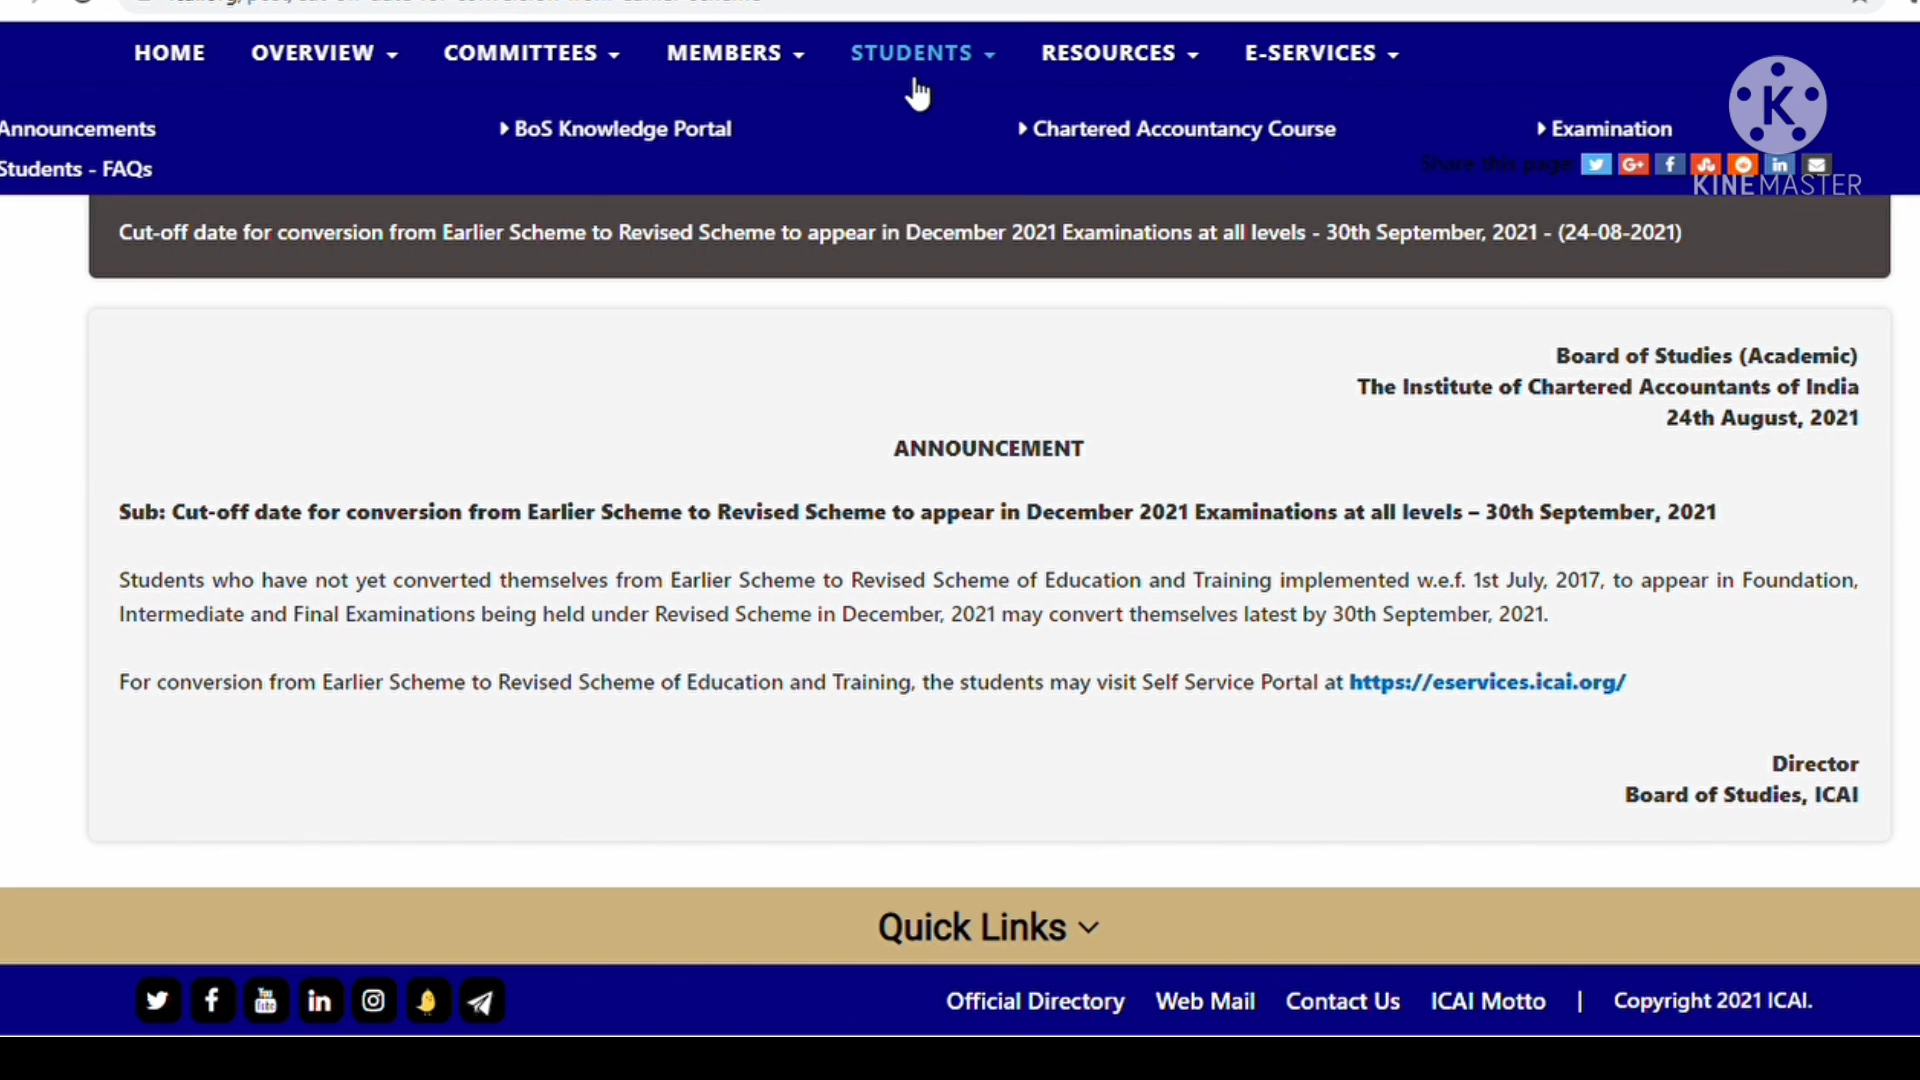 HOME OVERVIEW COMMITTEES MEMBERS STUDENTS RESOURCES E-SERVICES
K
Announcements BoS Knowledge Portal Chartered Accountancy Course Examination
Students - FAQs
Share this page:
KINEMASTER
Cut-off date for conversion from Earlier Scheme to Revised Scheme to appear in December 2021 Examinations at all levels - 30th September, 2021 - (24-08-2021)
Board of Studies (Academic)
The Institute of Chartered Accountants of India
24th August, 2021
ANNOUNCEMENT
Sub: Cut-off date for conversion from Earlier Scheme to Revised Scheme to appear in December 2021 Examinations at all levels – 30th September, 2021
Students who have not yet converted themselves from Earlier Scheme to Revised Scheme of Education and Training implemented w.e.f. 1st July, 2017, to appear in Foundation,
Intermediate and Final Examinations being held under Revised Scheme in December, 2021 may convert themselves latest by 30th September, 2021.
For conversion from Earlier Scheme to Revised Scheme of Education and Training, the students may visit Self Service Portal at https://eservices.icai.org/
Director
Board of Studies, ICAI
Quick Links
Official Directory Web Mail Contact Us ICAI Motto | Copyright 2021 ICAI.